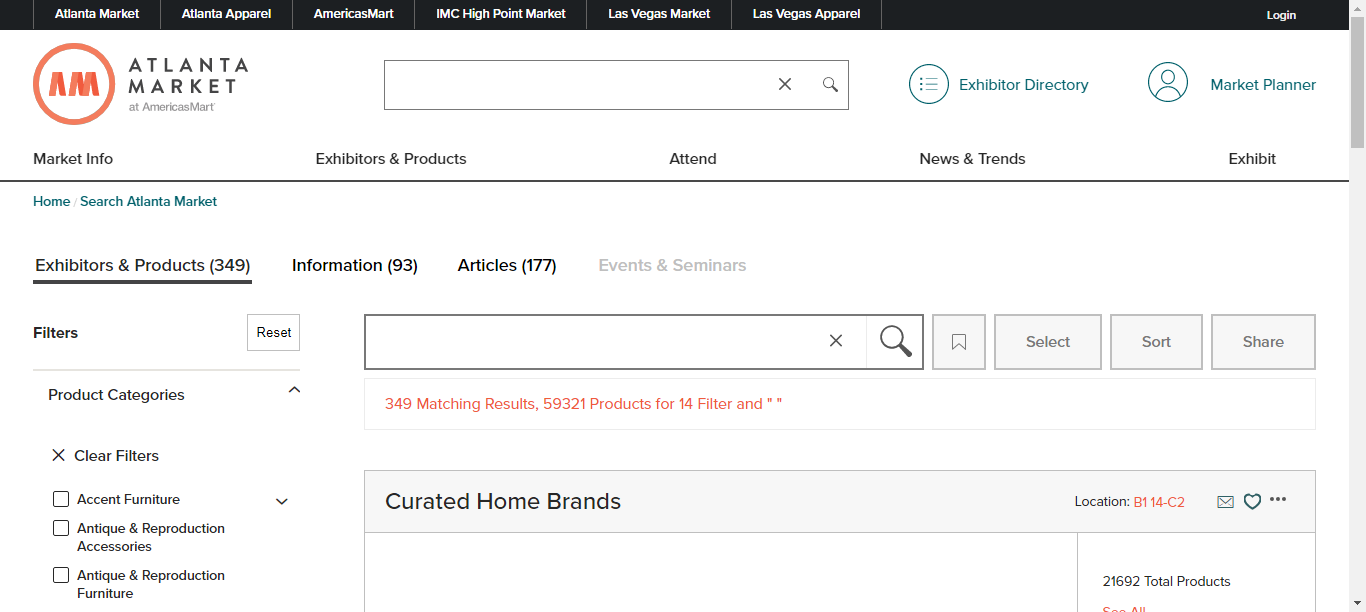 Atlanta Market
Atlanta Apparel
AmericasMart
IMC High Point Market
Las Vegas Market
Las Vegas Apparel
Login
ATLANTA
MARKET
at AmericasMart
Exhibitor Directory
Market Planner
Market Info
Exhibitors & Products
Attend
News & Trends
Exhibit
Home / Search Atlanta Market
Exhibitors & Products (349)
Information (93)
Articles (177)
Events & Seminars
Filters
Reset
Select
Sort
Share
349 Matching Results, 59321 Products for 14 Filter and " "
Product Categories
Clear Filters
Accent Furniture
Antique & Reproduction
Accessories
Antique & Reproduction
Furniture
Curated Home Brands
Location: B1 14-C2
21692 Total Products
See All